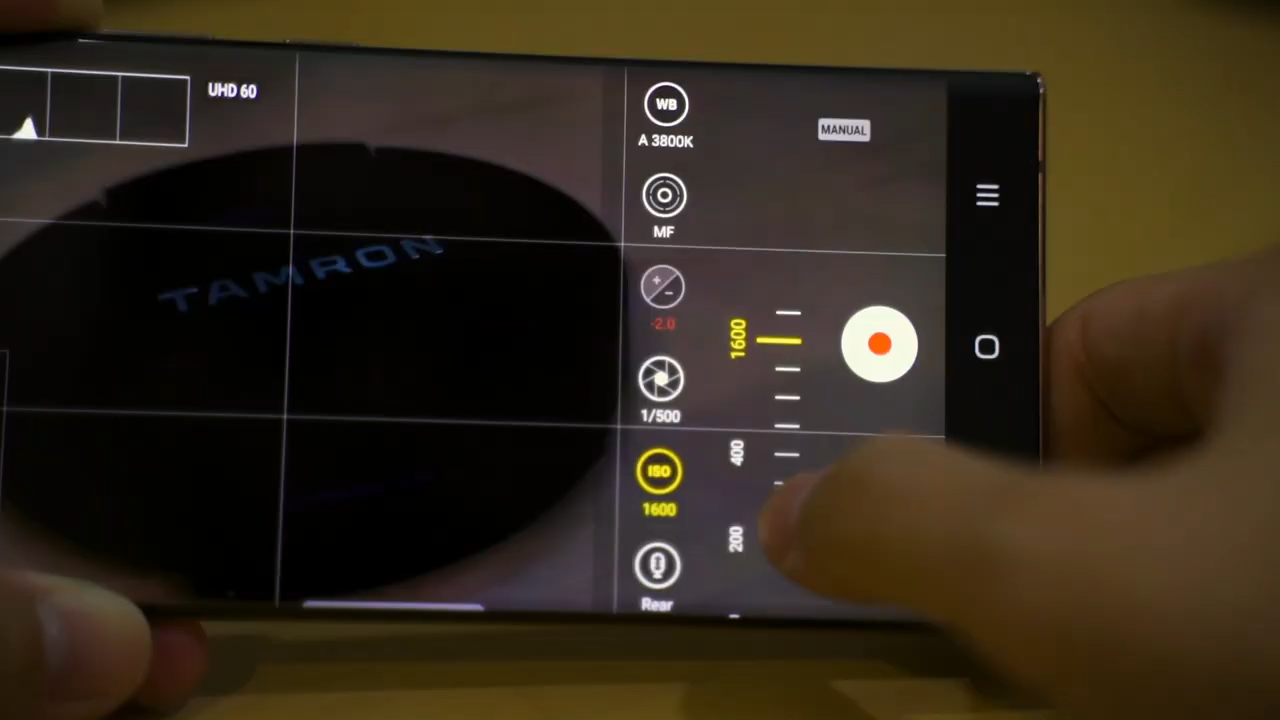 UHD 60
WB
A 3800K
MANUAL
MF
-2.0
1600
1/500
400
ISO
1600
200
Rear
TAMRON